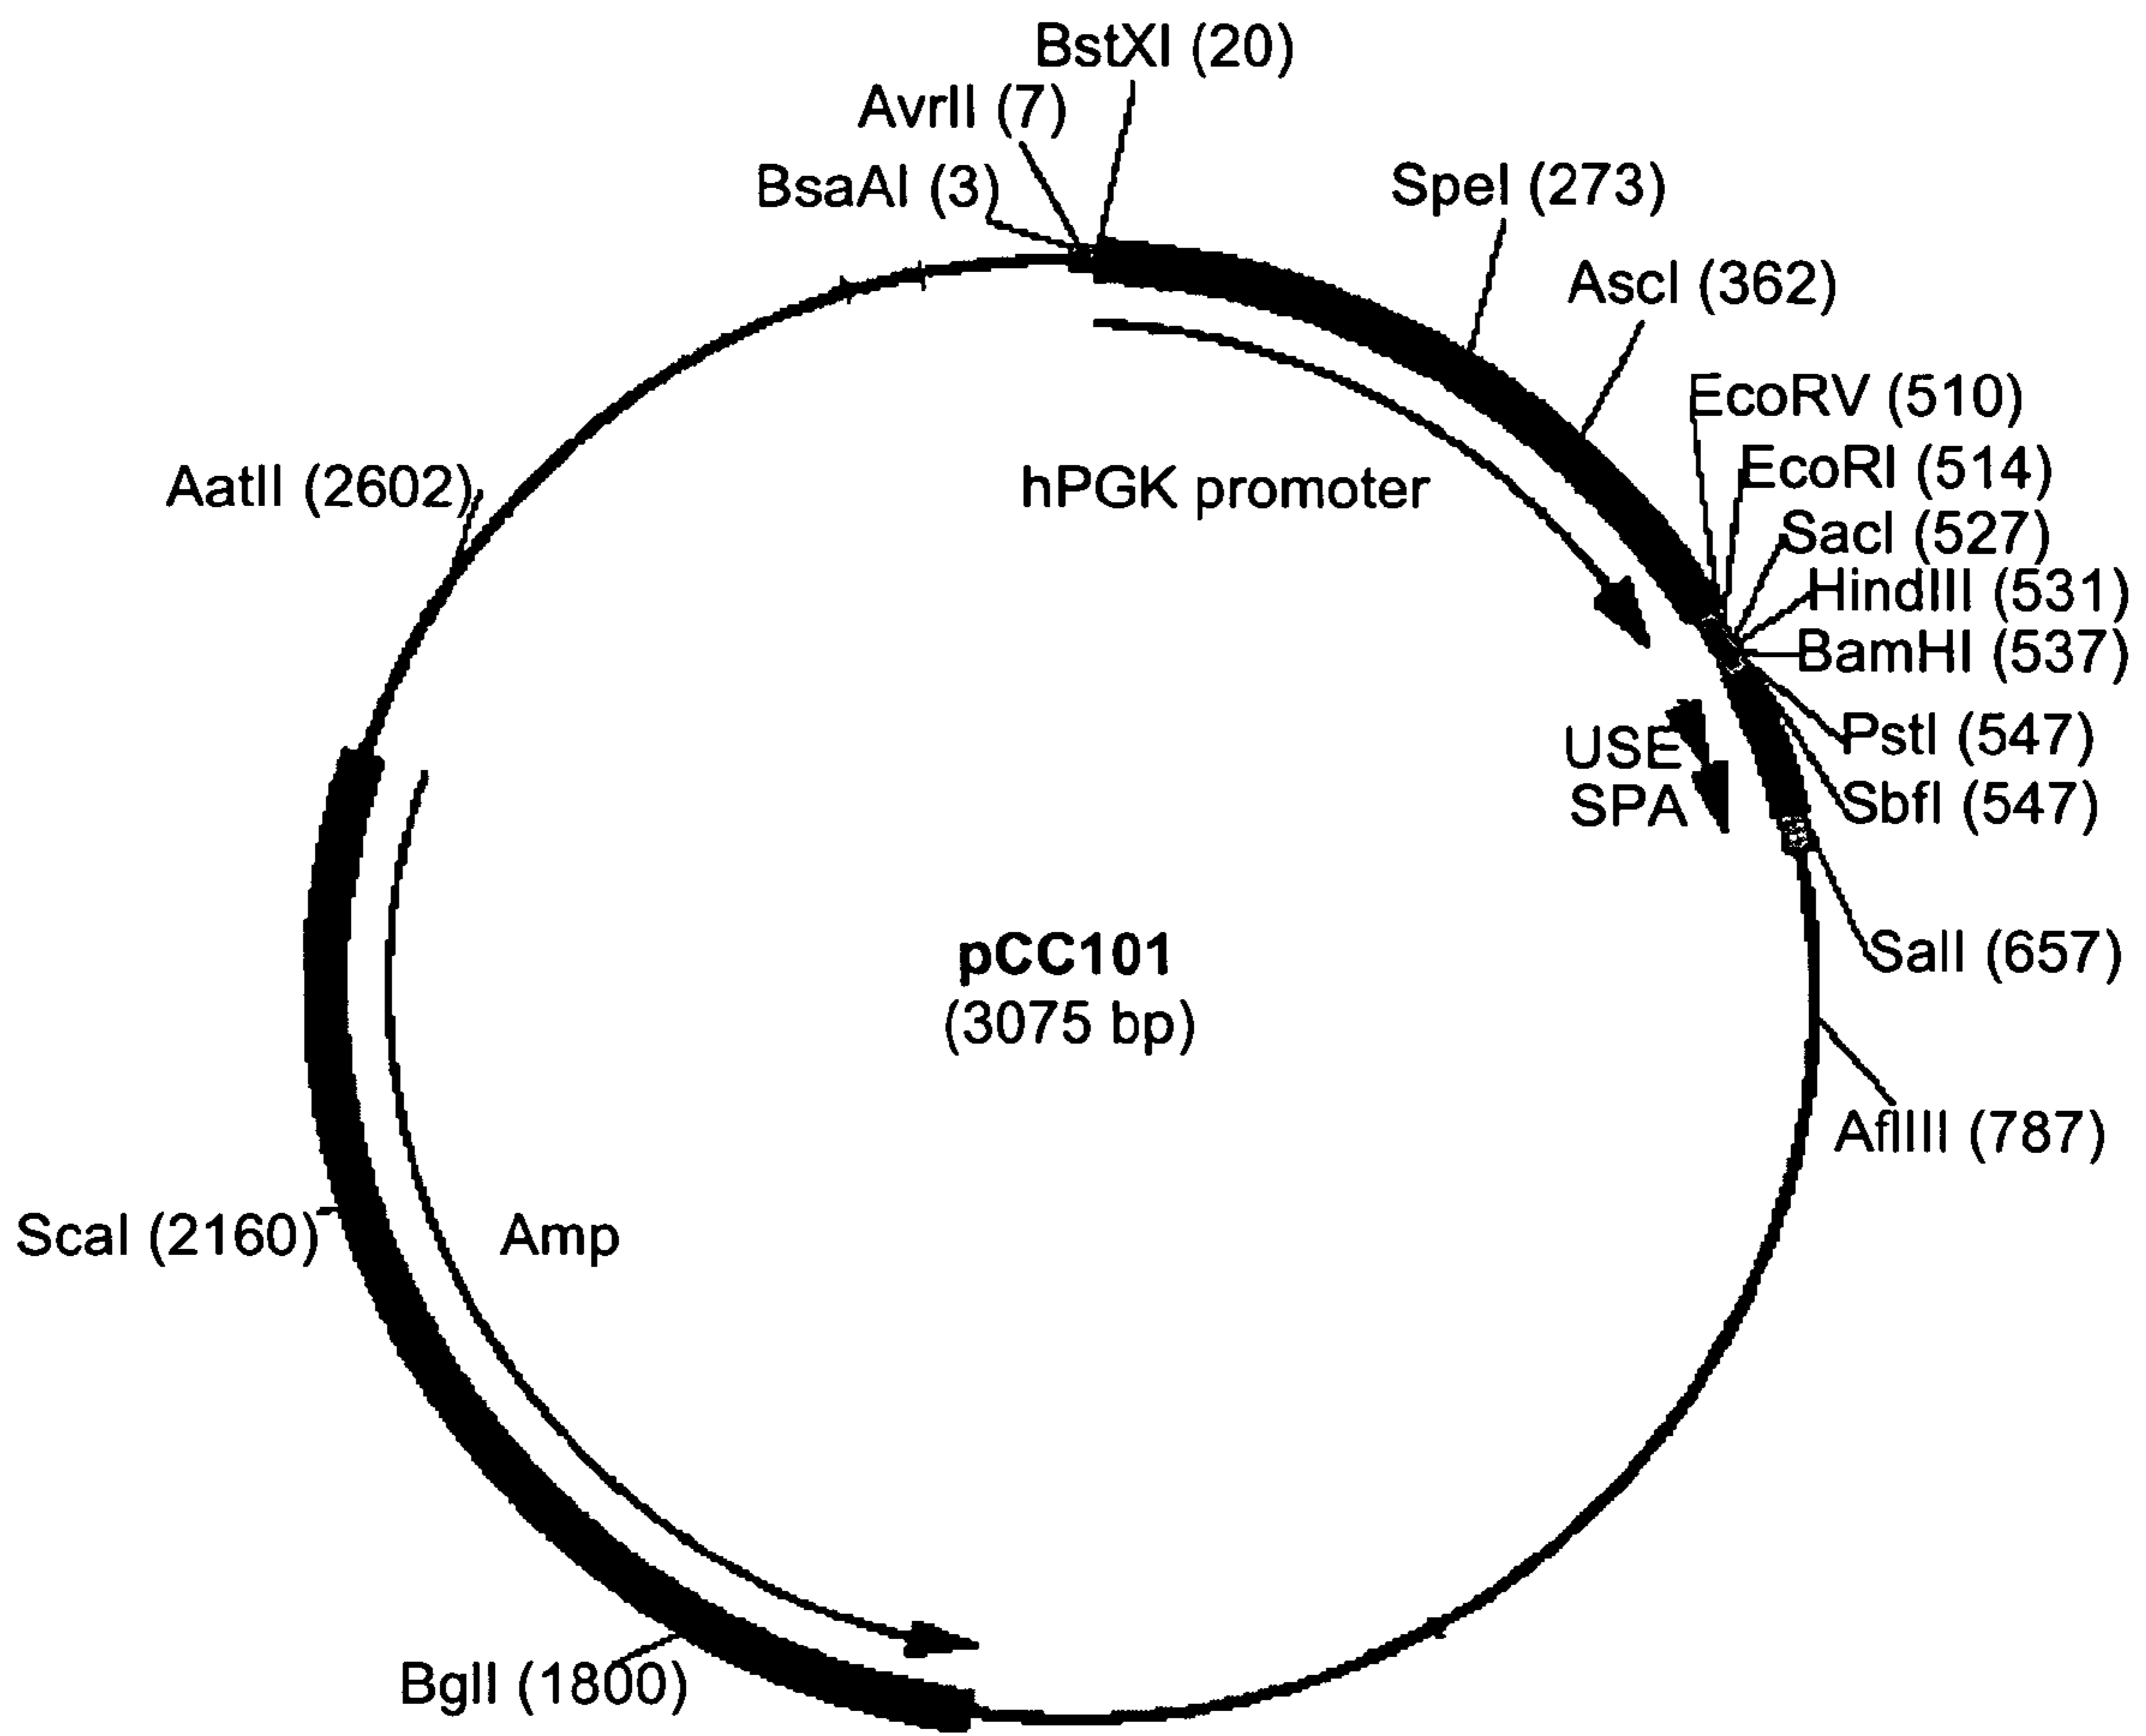 BstXI (20)
AvrII (7)
BsaAI (3)
SpeI (273)
AscI (362)
EcoRV (510)
EcoRI (514)
SacI (527)
HindIII (531)
BamHI (537)
PstI (547)
SbfI (547)
SalI (657)
AflIII (787)
AatII (2602)
hPGK promoter
USE
SPA
pCC101
(3075 bp)
ScaI (2160)
Amp
BglI (1800)